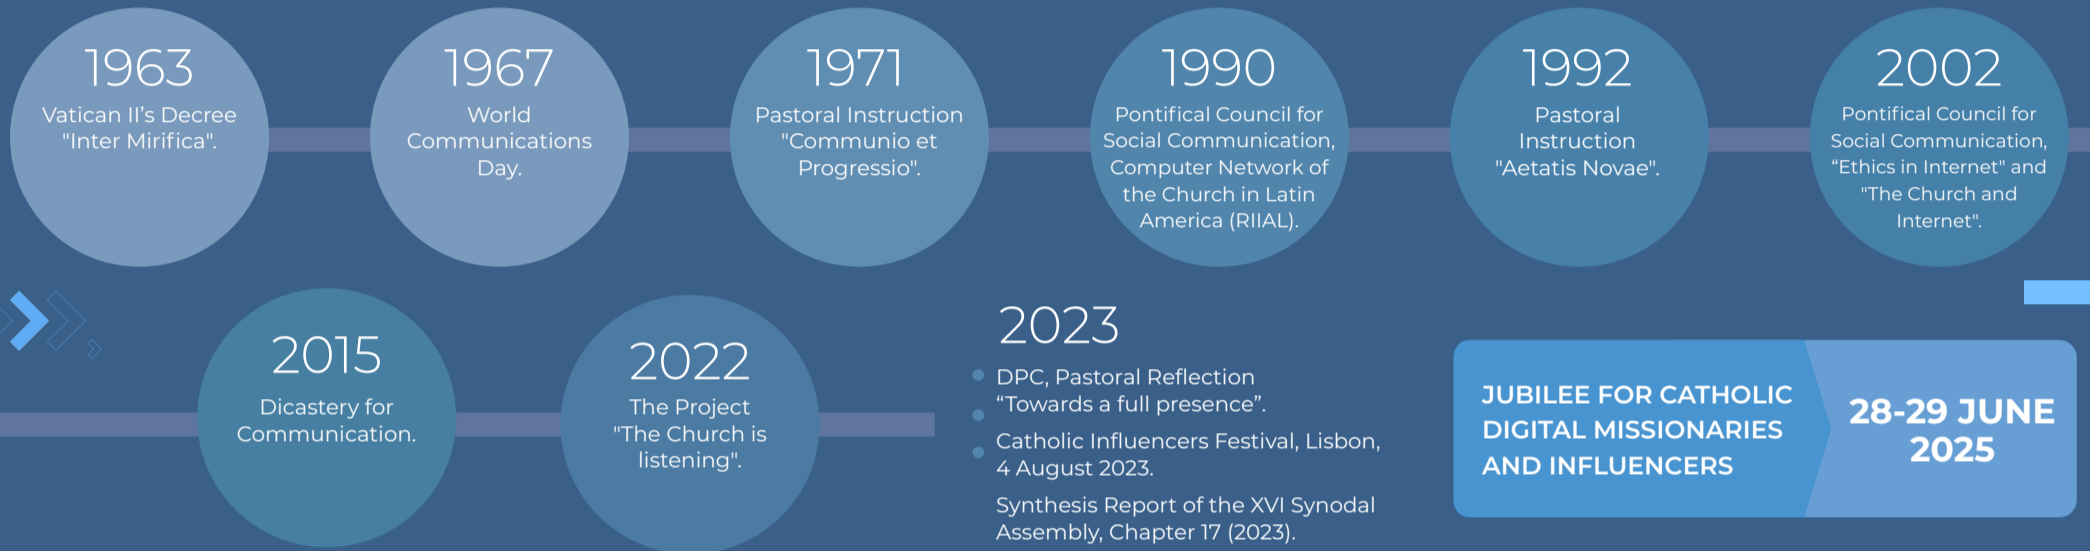 1963
Vatican II’s Decree
"Inter Mirifica".
1967
World
Communications
Day.
1971
Pastoral Instruction
"Communio et
Progressio".
1990
Pontifical Council for
Social Communication,
Computer Network of
the Church in Latin
America (RIIAL).
1992
Pastoral
Instruction
"Aetatis Novae".
2002
Pontifical Council for
Social Communication,
“Ethics in Internet" and
"The Church and
Internet".
2015
Dicastery for
Communication.
2022
The Project
"The Church is
listening".
2023
DPC, Pastoral Reflection
“Towards a full presence”.
Catholic Influencers Festival, Lisbon,
4 August 2023.
Synthesis Report of the XVI Synodal
Assembly, Chapter 17 (2023).
JUBILEE FOR CATHOLIC
DIGITAL MISSIONARIES
AND INFLUENCERS
28-29 JUNE
2025